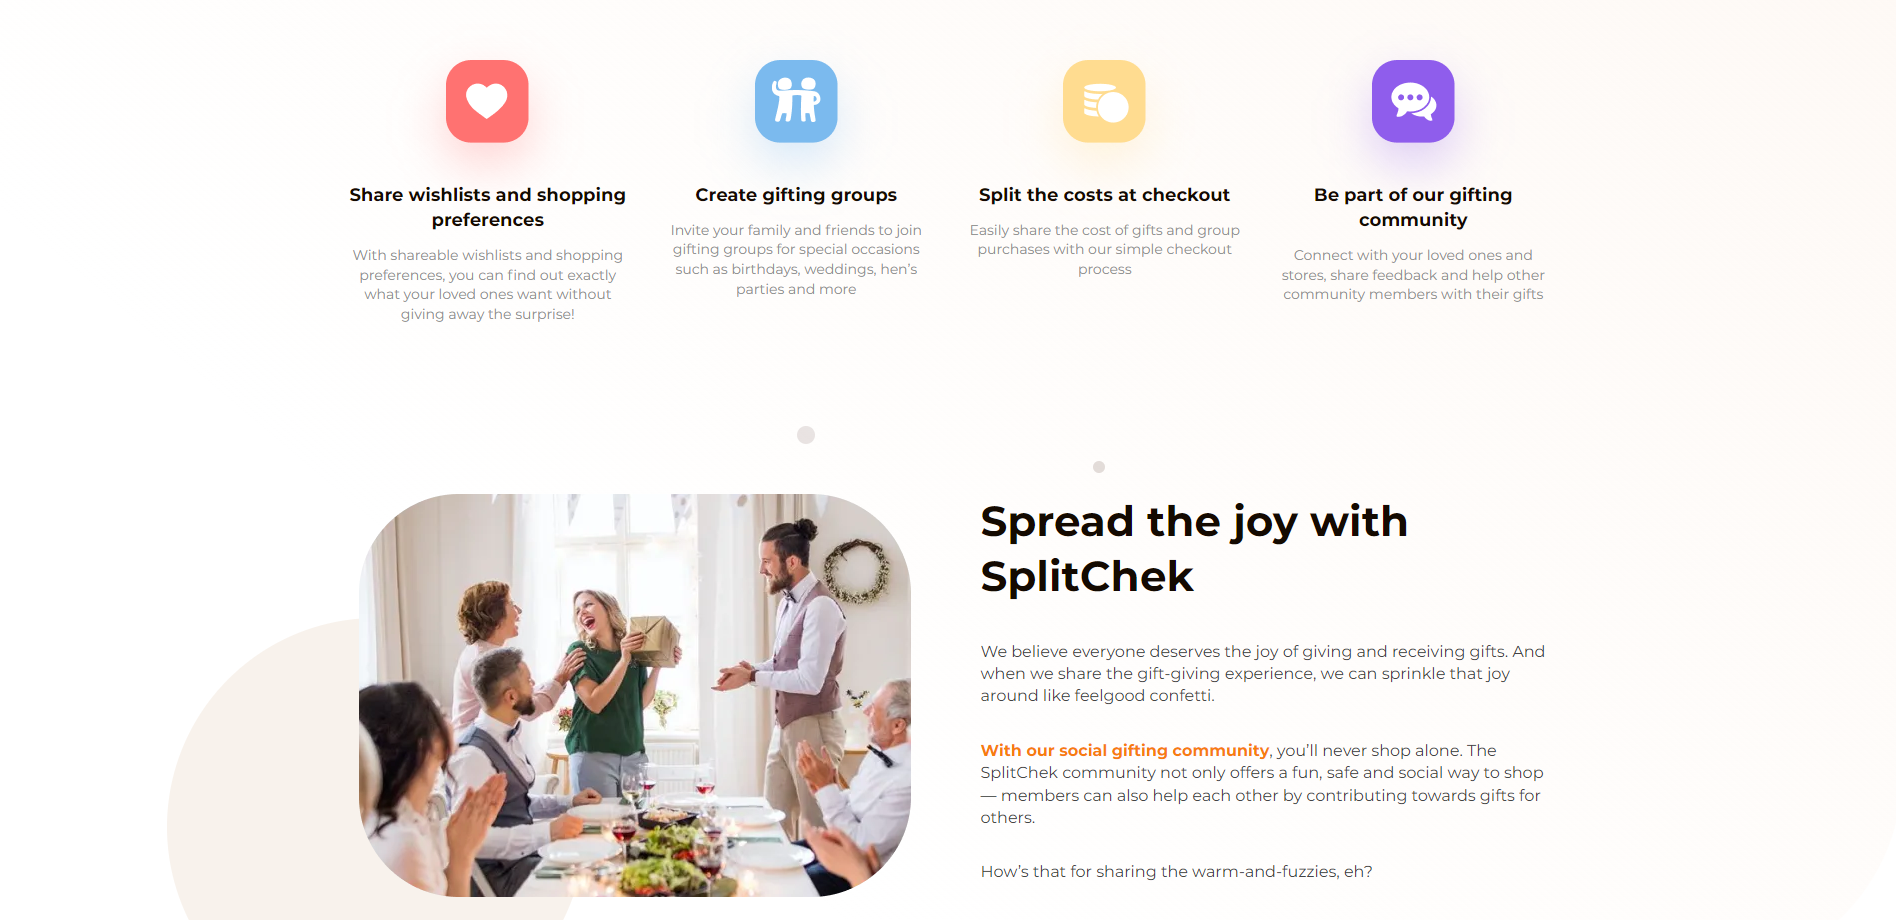 Share wishlists and shopping
preferences
With shareable wishlists and shopping
preferences, you can find out exactly
what your loved ones want without
giving away the surprise!
Create gifting groups
Invite your family and friends to join
gifting groups for special occasions
such as birthdays, weddings, hen’s
parties and more
Split the costs at checkout
Easily share the cost of gifts and group
purchases with our simple checkout
process
Be part of our gifting
community
Connect with your loved ones and
stores, share feedback and help other
community members with their gifts
Spread the joy with
SplitChek
We believe everyone deserves the joy of giving and receiving gifts. And
when we share the gift-giving experience, we can sprinkle that joy
around like feelgood confetti.
With our social gifting community, you’ll never shop alone. The
SplitChek community not only offers a fun, safe and social way to shop
— members can also help each other by contributing towards gifts for
others.
How’s that for sharing the warm-and-fuzzies, eh?